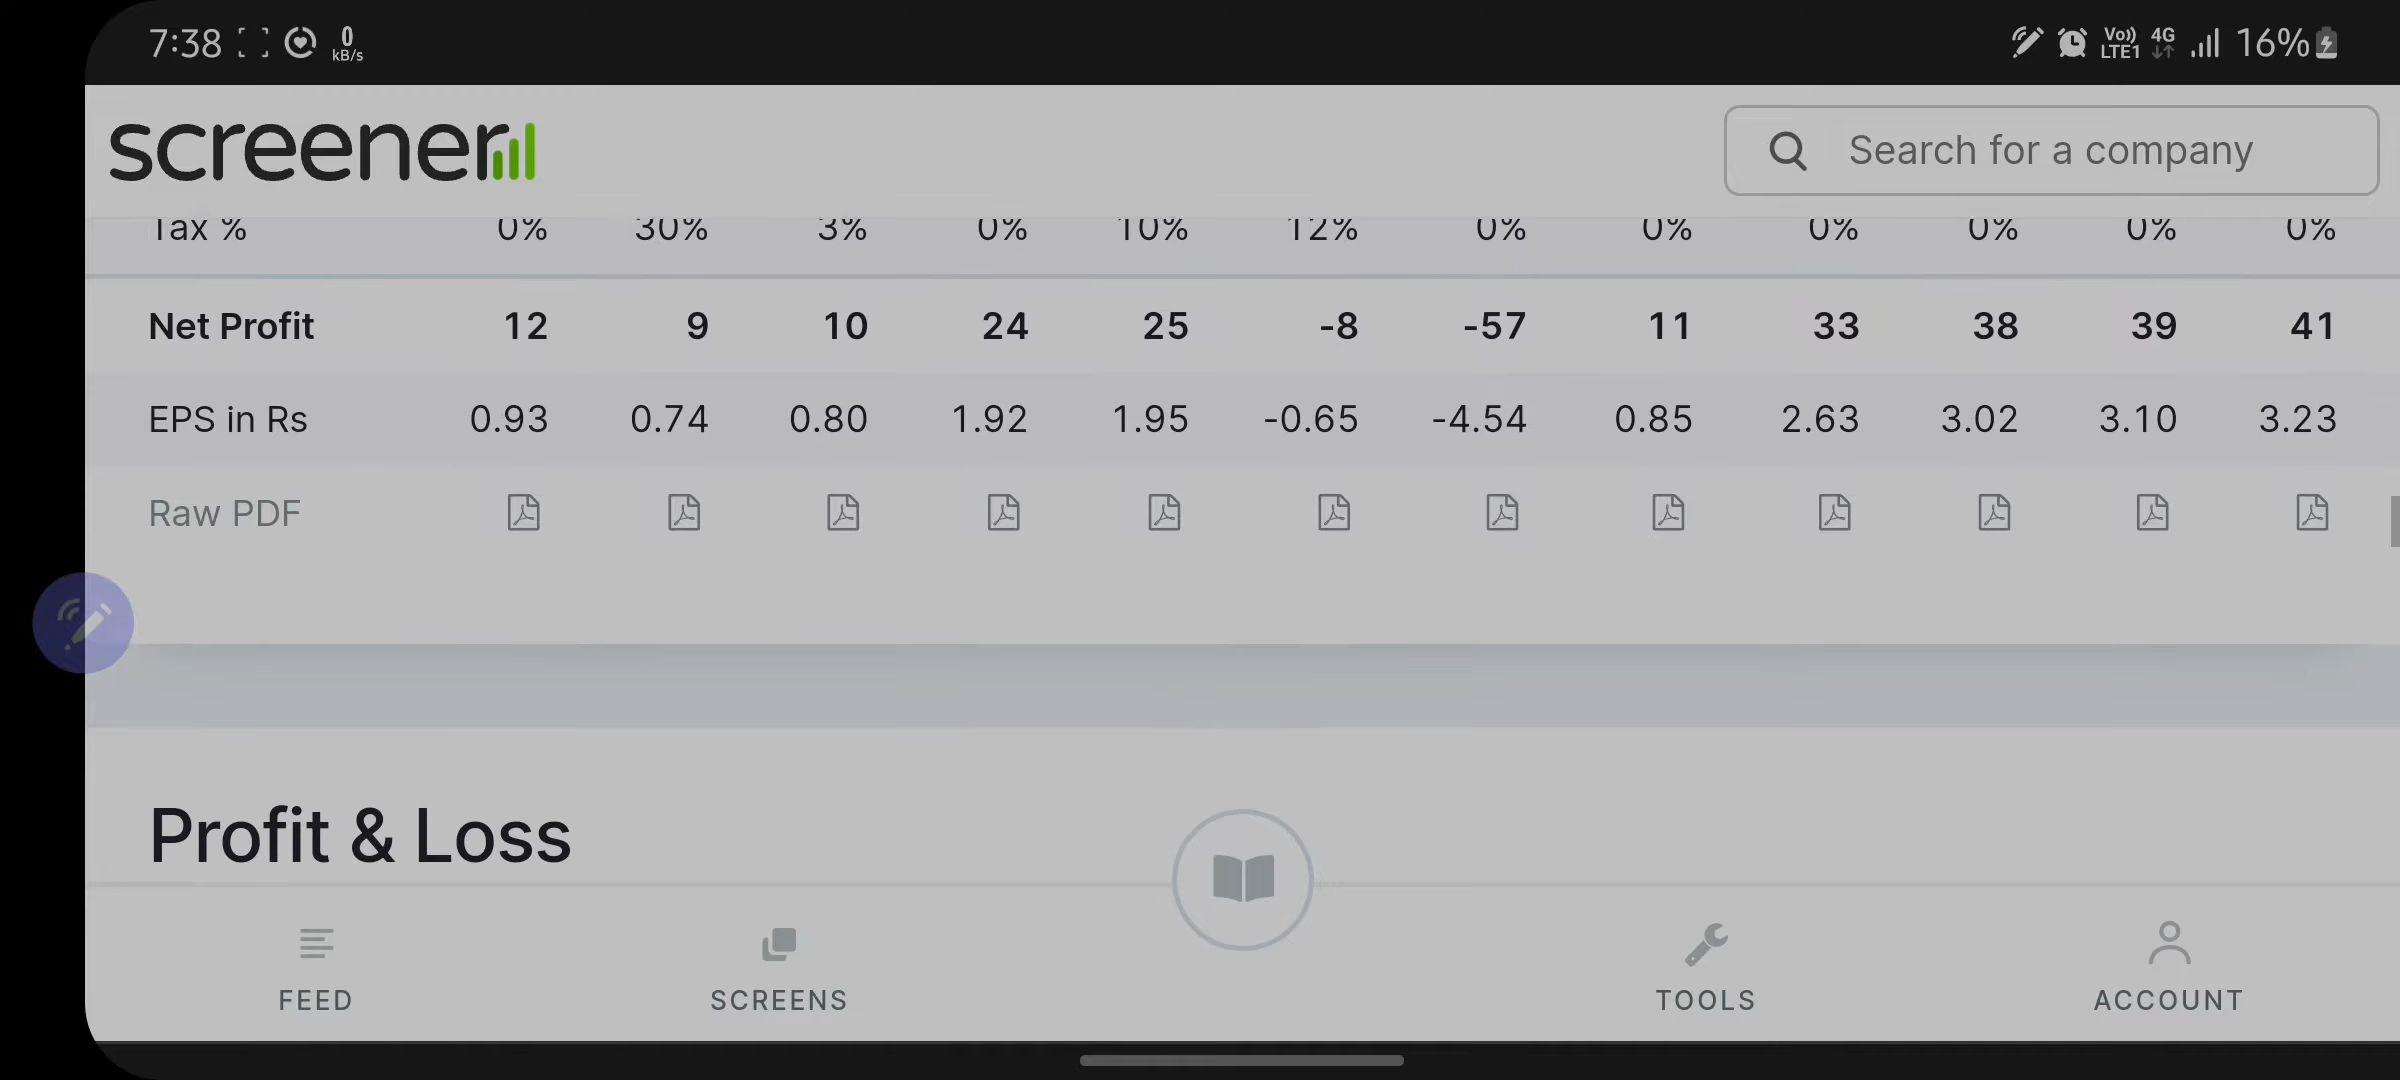 7:38 0 kB/s Vo)) LTE1 4G 16%
screener Search for a company
Tax % 0% 30% 3% 0% 10% 12% 0% 0% 0% 0% 0% 0%
Net Profit 12 9 10 24 25 -8 -57 11 33 38 39 41
EPS in Rs 0.93 0.74 0.80 1.92 1.95 -0.65 -4.54 0.85 2.63 3.02 3.10 3.23
Raw PDF
Profit & Loss
FEED SCREENS TOOLS ACCOUNT